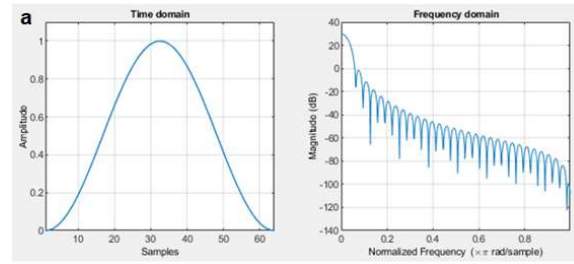 a
Time domain
Amplitudo
1
0.8
0.6
0.4
0.2
0
10 20 30 40 50 60
Samples
Frequency domain
Magnitude (dB)
40
20
0
-20
-40
-60
-80
-100
-120
-140
0 0.2 0.4 0.6 0.8
Normalized Frequency (×π rad/sample)